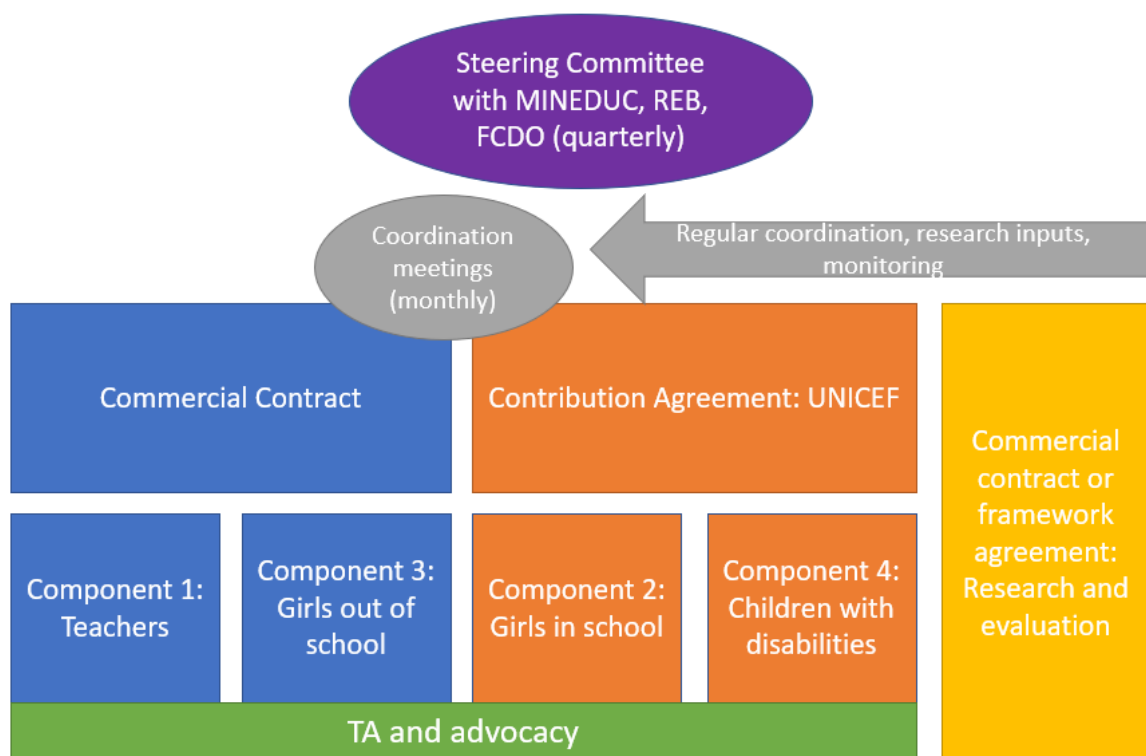 Steering Committee
with MINEDUC, REB,
FCDO (quarterly)
Coordination
meetings
(monthly)
Regular coordination, research inputs,
monitoring
Commercial Contract
Contribution Agreement: UNICEF
Commercial
contract or
framework
agreement:
Research and
evaluation
Component 1:
Teachers
Component 3:
Girls out of
school
Component 2:
Girls in school
Component 4:
Children with
disabilities
TA and advocacy